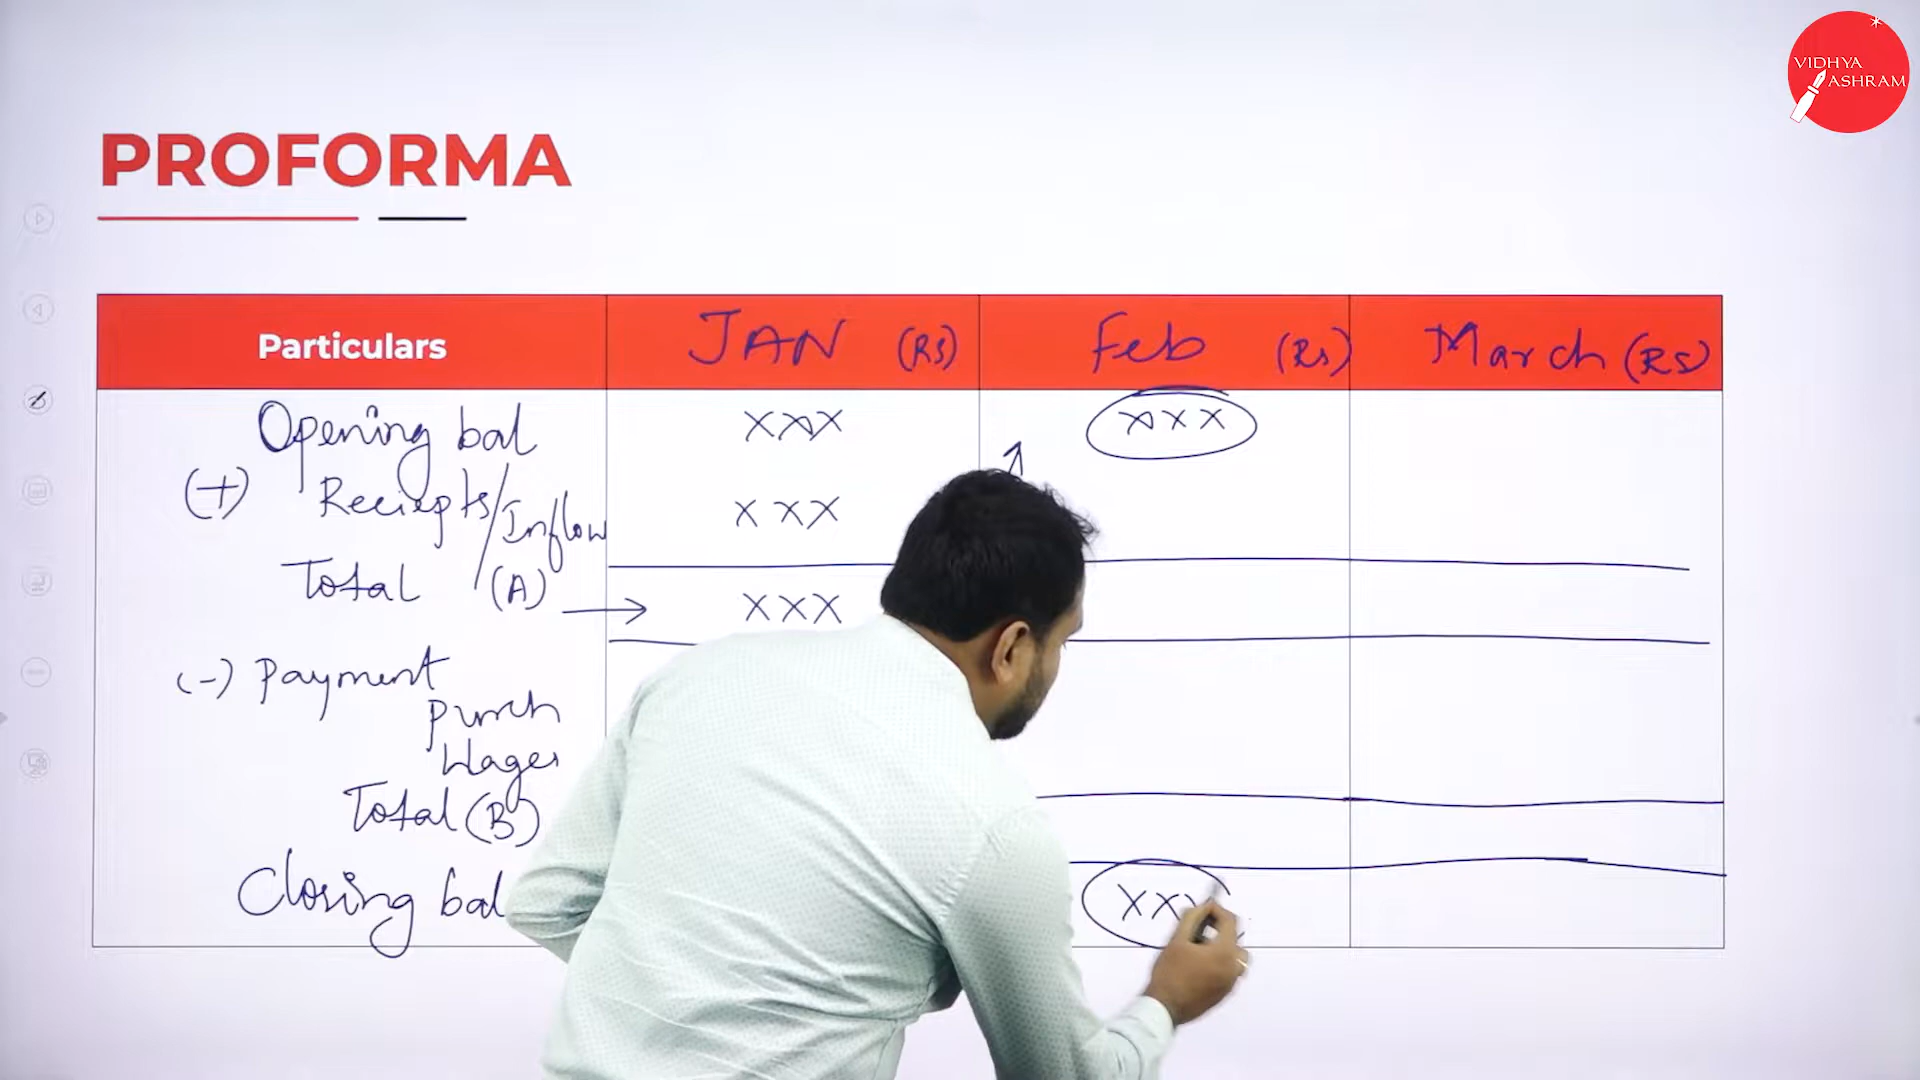 VIDHYA
ASHRAM
PROFORMA
Particulars JAN (RS) Feb (Rs) March (RS)
Opening bal XXX XXX
(+) Reciepts/Inflow X XX
Total (A) → XXX
(-) Payment
Purch
Wages
Total (B)
Closing bal XXX